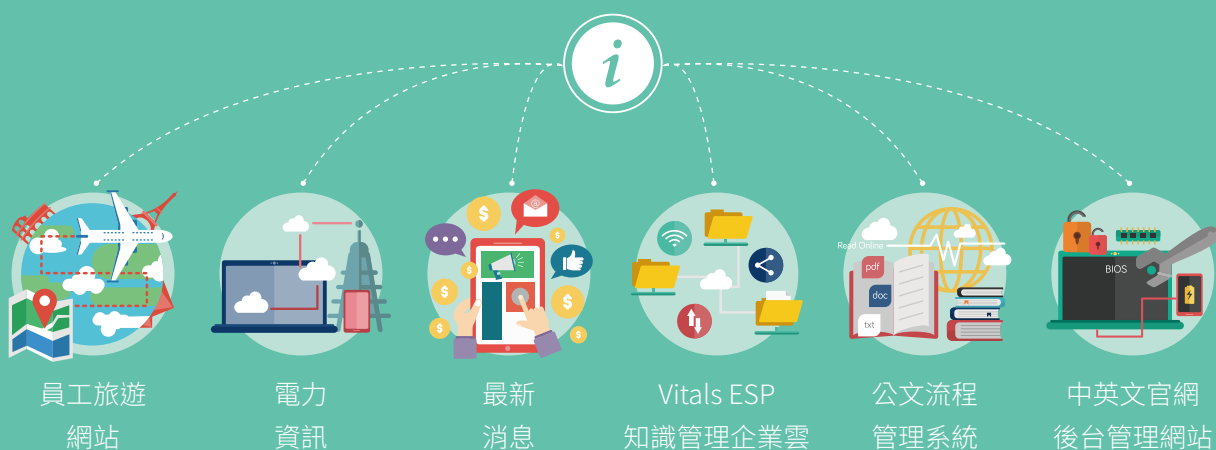 i
Read Online
pdf
doc
txt
BIOS
員工旅遊
網站
電力
資訊
最新
消息
Vitals ESP
知識管理企業雲
公文流程
管理系統
中英文官網
後台管理網站